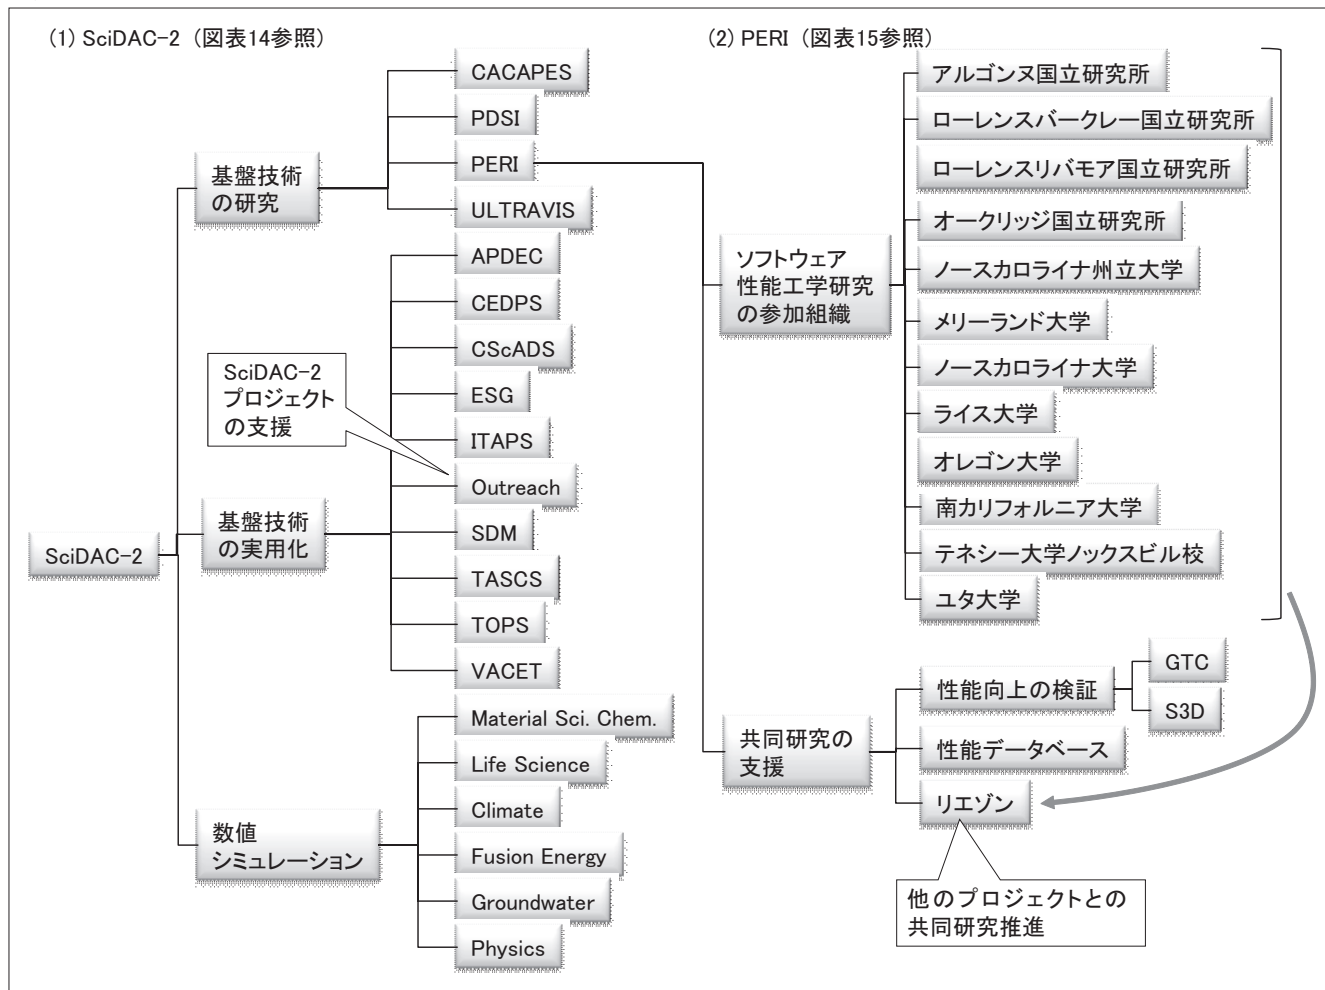 (1) SciDAC-2 (図表14参照)
CACAPES
PDSI
PERI
ULTRAVIS
基盤技術
の研究
APDEC
CEDPS
CScADS
ESG
ITAPS
Outreach
SDM
TASCS
TOPS
VACET
SciDAC-2
プロジェクト
の支援
基盤技術
の実用化
SciDAC-2
Material Sci. Chem.
Life Science
Climate
Fusion Energy
Groundwater
Physics
数値
シミュレーション
(2) PERI (図表15参照)
アルゴンヌ国立研究所
ローレンスバークレー国立研究所
ローレンスリバモア国立研究所
オークリッジ国立研究所
ノースカロライナ州立大学
メリーランド大学
ノースカロライナ大学
ライス大学
オレゴン大学
南カリフォルニア大学
テネシー大学ノックスビル校
ユタ大学
ソフトウェア
性能工学研究
の参加組織
共同研究の
支援
性能向上の検証
GTC
S3D
性能データベース
リエゾン
他のプロジェクトとの
共同研究推進